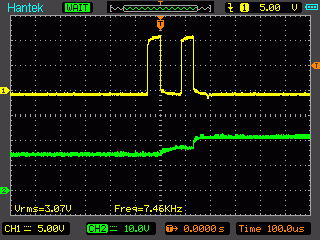 Hantek WAIT T 1 5.00 V
T
T
1
2
Vrms=3.07V Freq=7.46KHz
CH1 5.00V CH2 10.0V T 0.0000s Time 100.0us